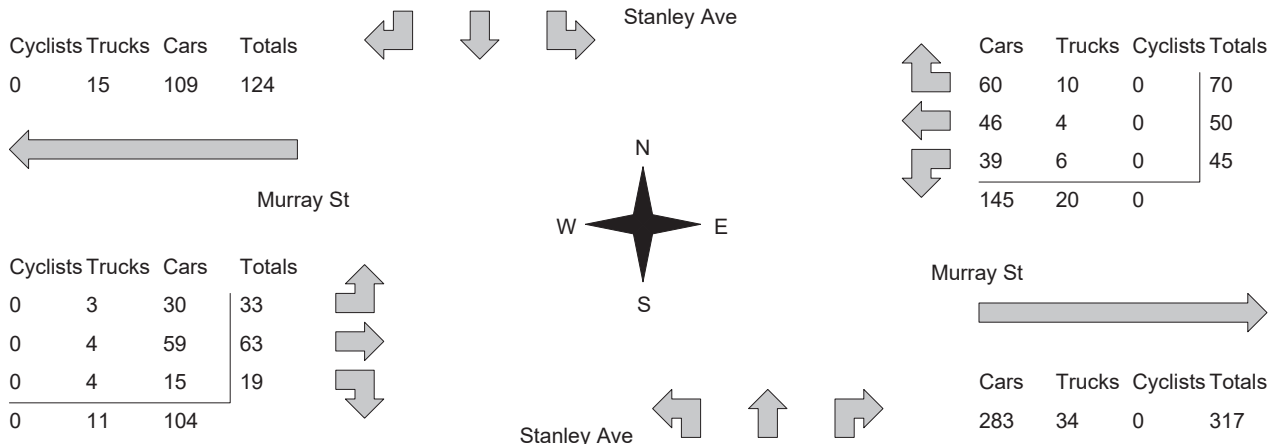 Stanley Ave
Cyclists Trucks Cars Totals
0 15 109 124
Cars Trucks Cyclists Totals
60 10 0 70
46 4 0 50
39 6 0 45
145 20 0
N
W E
S
Murray St
Cyclists Trucks Cars Totals
0 3 30 33
0 4 59 63
0 4 15 19
0 11 104
Murray St
Cars Trucks Cyclists Totals
283 34 0 317
Stanley Ave